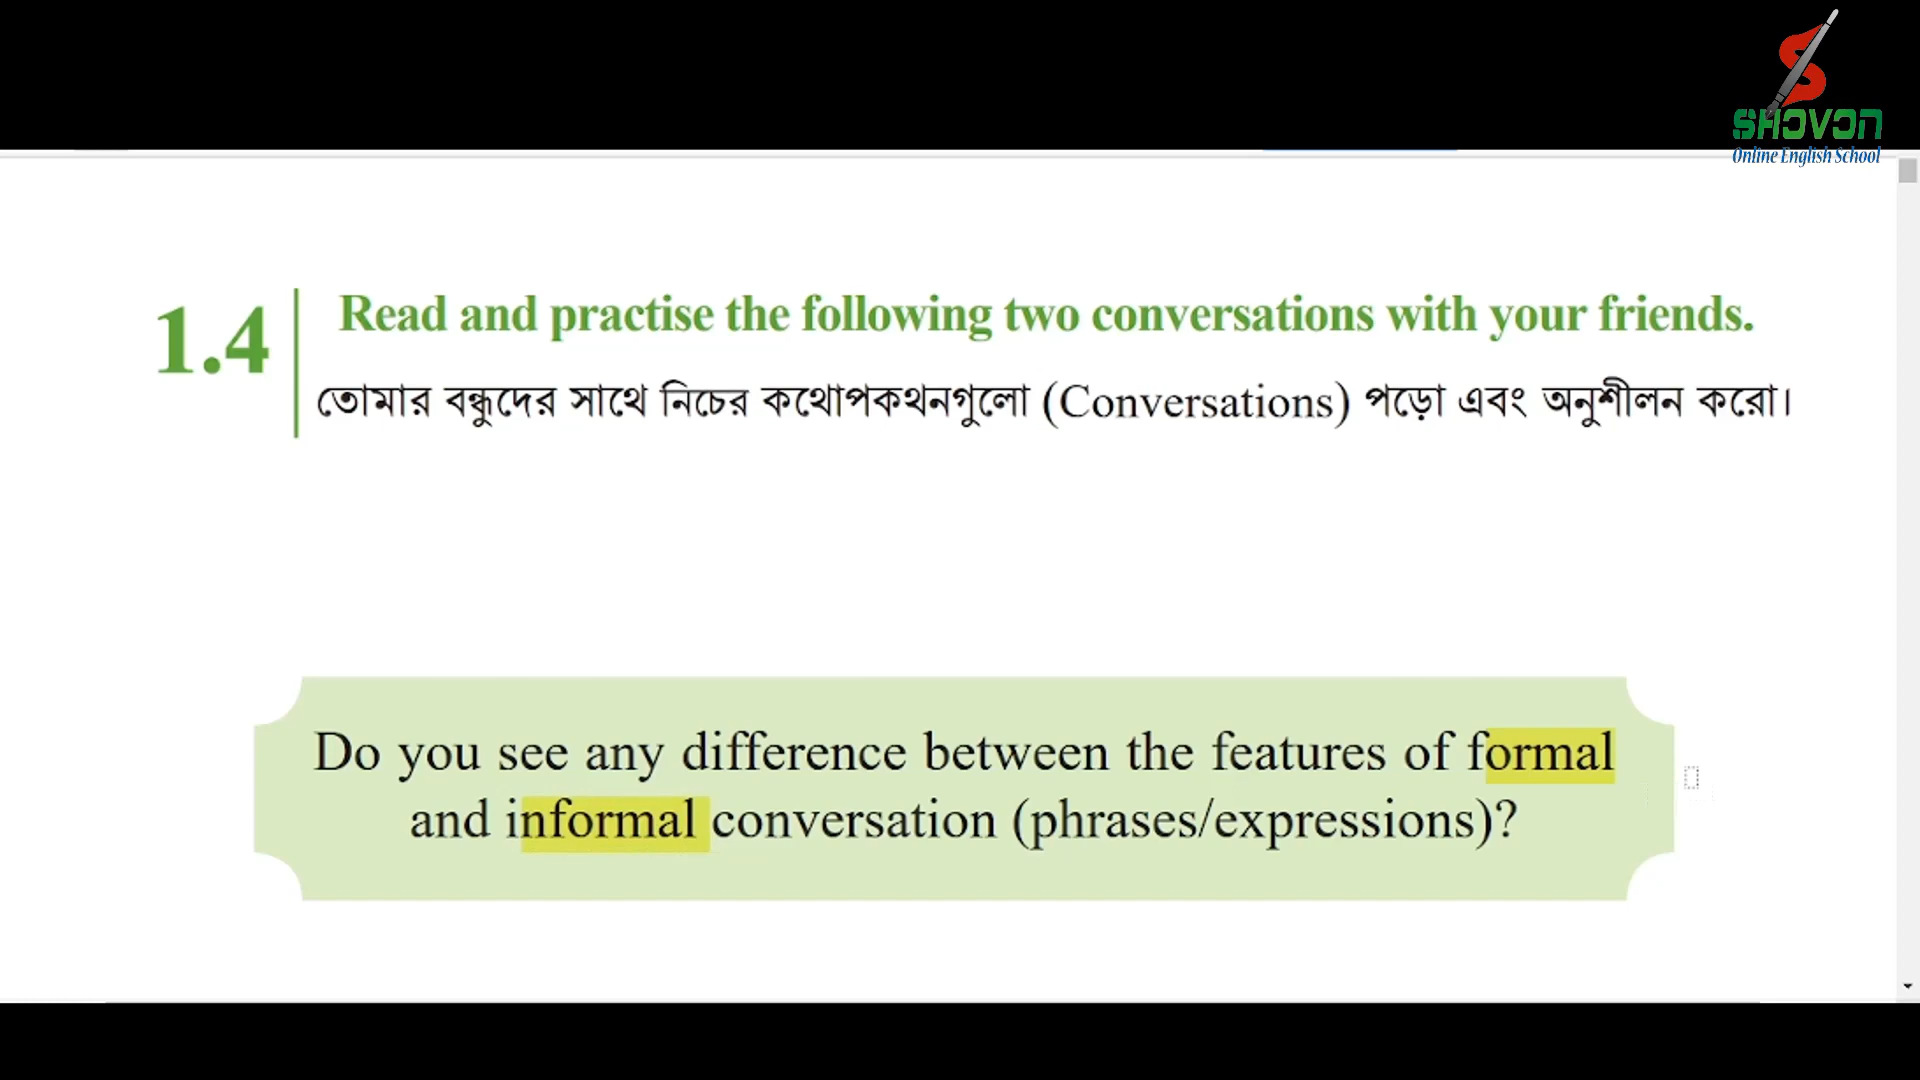 SHOVON
Online English School
1.4
Read and practise the following two conversations with your friends.
তোমার বন্ধুদের সাথে নিচের কথোপকথনগুলো (Conversations) পড়ো এবং অনুশীলন করো।
Do you see any difference between the features of formal
and informal conversation (phrases/expressions)?